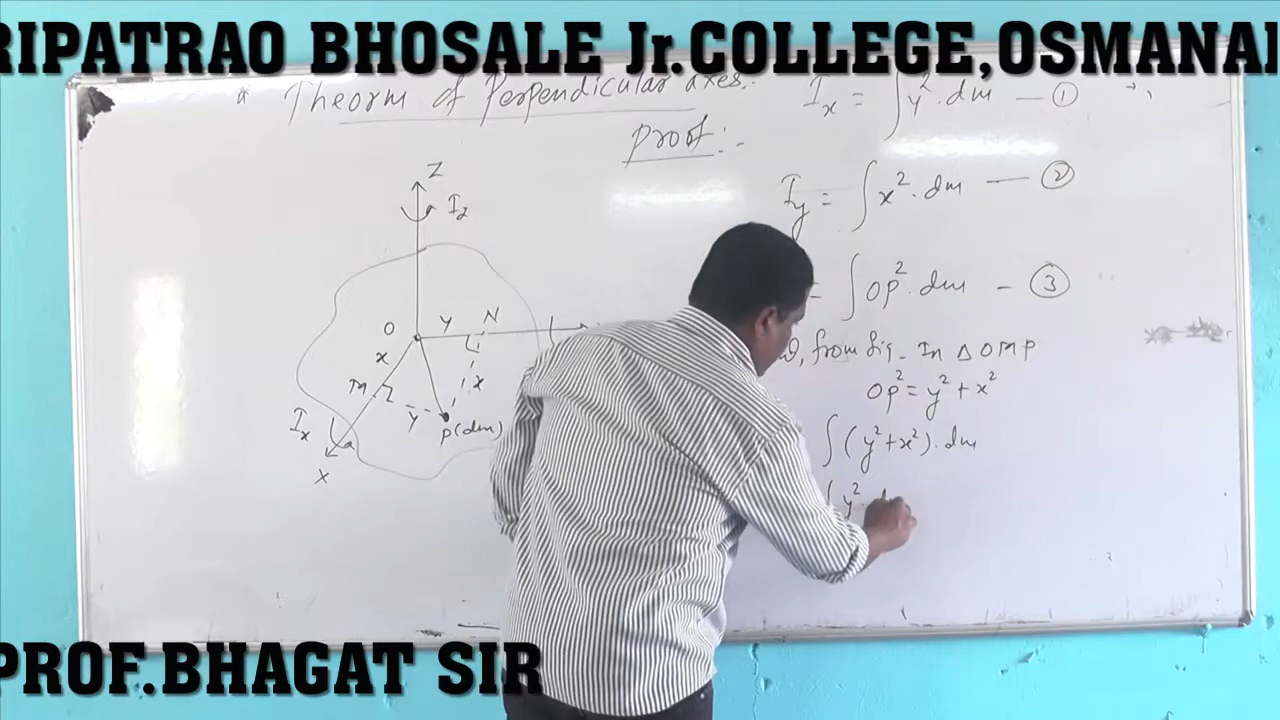 RIPATRAO BHOSALE Jr.COLLEGE,OSMANA
* Theorm of Perpendicular axes:-
Proof:-
Ix = ∫ y². dm — ①
Iy = ∫ x². dm — ②
∫ OP². dm - ③
, from fig- In Δ OMP
OP² = y² + x²
∫ (y²+x²). dm
∫ y².
Z
Iz
O
y
N
x
M
x
y
P(dm)
Ix
X
PROF.BHAGAT SIR